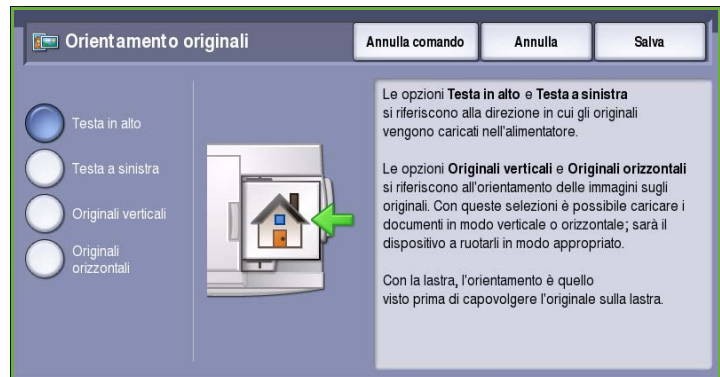 Orientamento originali
Annulla comando
Annulla
Salva
Testa in alto
Testa a sinistra
Originali verticali
Originali
orizzontali
Le opzioni Testa in alto e Testa a sinistra
si riferiscono alla direzione in cui gli originali
vengono caricati nell'alimentatore.
Le opzioni Originali verticali e Originali orizzontali
si riferiscono all'orientamento delle immagini sugli
originali. Con queste selezioni è possibile caricare i
documenti in modo verticale o orizzontale; sarà il
dispositivo a ruotarli in modo appropriato.
Con la lastra, l'orientamento è quello
visto prima di capovolgere l'originale sulla lastra.